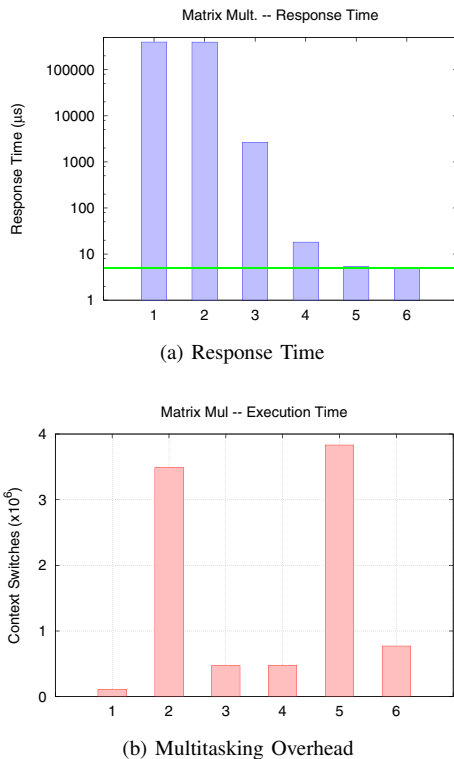 Matrix Mult. -- Response Time
Response Time (µs)
100000
10000
1000
100
10
1
1 2 3 4 5 6
(a) Response Time
Matrix Mul -- Execution Time
Context Switches (x10^6)
4
3
2
1
0
1 2 3 4 5 6
(b) Multitasking Overhead